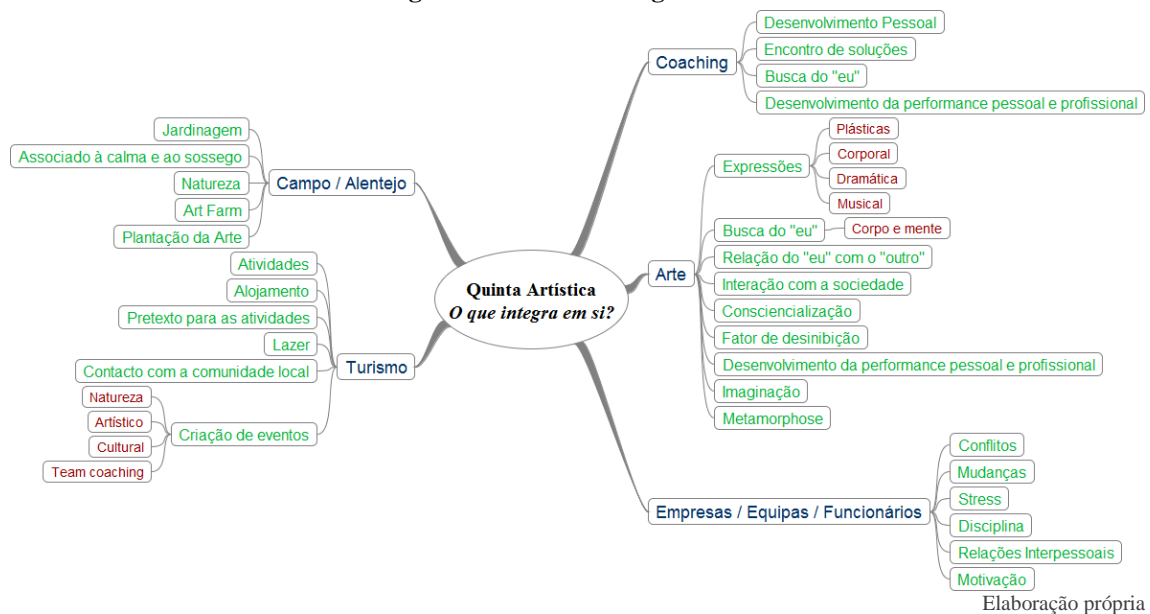 Coaching
Desenvolvimento Pessoal
Encontro de soluções
Busca do "eu"
Desenvolvimento da performance pessoal e profissional
Campo / Alentejo
Jardinagem
Associado à calma e ao sossego
Natureza
Art Farm
Plantação da Arte
Quinta Artística
O que integra em si?
Arte
Expressões
Plásticas
Corporal
Dramática
Musical
Busca do "eu"
Corpo e mente
Relação do "eu" com o "outro"
Interação com a sociedade
Consciencialização
Fator de desinibição
Desenvolvimento da performance pessoal e profissional
Imaginação
Metamorphose
Turismo
Atividades
Alojamento
Pretexto para as atividades
Lazer
Contacto com a comunidade local
Criação de eventos
Natureza
Artístico
Cultural
Team coaching
Empresas / Equipas / Funcionários
Conflitos
Mudanças
Stress
Disciplina
Relações Interpessoais
Motivação
Elaboração própria